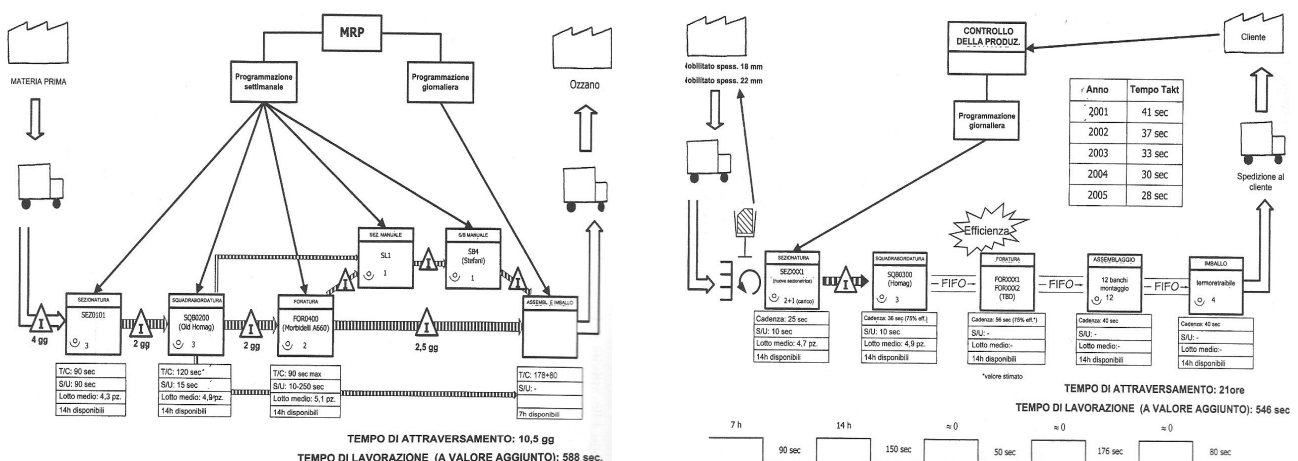 MRP
MATERIA PRIMA
Programmazione
settimanale
Programmazione
giornaliera
Ozzano
SEZ. MANUALE
SL1
1
S/B MANUALE
SB4
(Stefani)
1
SEZIONATURA
SEZ0101
3
SQUADRABORDATURA
SQB0200
(Old Homag)
3
FORATURA
FOR0400
(Morbidelli A660)
2
ASSEMBL. E IMBALLO
I
I
I
I
I
I
I
4 gg
2 gg
2 gg
2,5 gg
T/C: 90 sec
S/U: 90 sec
Lotto medio: 4,3 pz.
14h disponibili
T/C: 120 sec*
S/U: 15 sec
Lotto medio: 4,9 pz.
14h disponibili
T/C: 90 sec max
S/U: 10-250 sec
Lotto medio: 5,1 pz.
14h disponibili
T/C: 178+80
S/U: -
7h disponibili
TEMPO DI ATTRAVERSAMENTO: 10,5 gg
TEMPO DI LAVORAZIONE (A VALORE AGGIUNTO): 588 sec.
CONTROLLO
DELLA PRODUZ.
Cliente
Nobilitato spess. 18 mm
Nobilitato spess. 22 mm
Programmazione
giornaliera
Anno Tempo Takt
2001 41 sec
2002 37 sec
2003 33 sec
2004 30 sec
2005 28 sec
Spedizione al
cliente
Efficienza
SEZIONATURA
SEZ0XX1
(nuova sezionatrice)
2+1 (carico)
I
SQUADRABORDATURA
SQB0300
(Homag)
3
FIFO
FORATURA
FORXXX1
FORXXX2
(TBD)
FIFO
ASSEMBLAGGIO
12 banchi
montaggio
12
FIFO
IMBALLO
termoretraibile
4
Cadenza: 25 sec
S/U: 10 sec
Lotto medio: 4,7 pz.
14h disponibili
Cadenza: 36 sec (75% eff.)
S/U: 10 sec
Lotto medio: 4,9 pz.
14h disponibili
Cadenza: 56 sec (75% eff.*)
S/U: -
Lotto medio:-
14h disponibili
*valore stimato
Cadenza: 40 sec
S/U: -
Lotto medio:-
14h disponibili
Cadenza: 40 sec
S/U: -
Lotto medio:-
14h disponibili
TEMPO DI ATTRAVERSAMENTO: 21ore
TEMPO DI LAVORAZIONE (A VALORE AGGIUNTO): 546 sec
7 h
90 sec
14 h
150 sec
≈ 0
50 sec
≈ 0
176 sec
≈ 0
80 sec